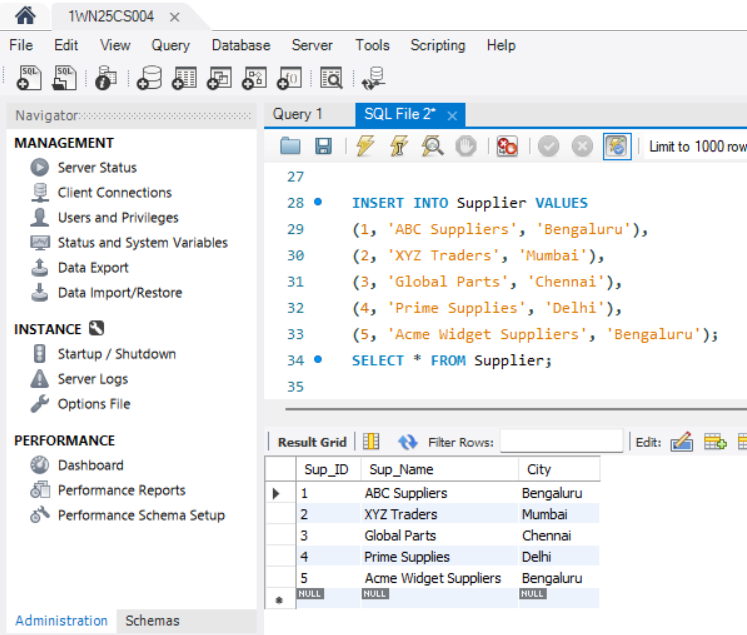 1WN25CS004 ×
File Edit View Query Database Server Tools Scripting Help
Navigator
MANAGEMENT
Server Status
Client Connections
Users and Privileges
Status and System Variables
Data Export
Data Import/Restore
INSTANCE
Startup / Shutdown
Server Logs
Options File
PERFORMANCE
Dashboard
Performance Reports
Performance Schema Setup
Administration Schemas
Query 1 SQL File 2* ×
Limit to 1000 row
27
28 INSERT INTO Supplier VALUES
29 (1, 'ABC Suppliers', 'Bengaluru'),
30 (2, 'XYZ Traders', 'Mumbai'),
31 (3, 'Global Parts', 'Chennai'),
32 (4, 'Prime Supplies', 'Delhi'),
33 (5, 'Acme Widget Suppliers', 'Bengaluru');
34 SELECT * FROM Supplier;
35
Result Grid Filter Rows: Edit:
Sup_ID Sup_Name City
1 ABC Suppliers Bengaluru
2 XYZ Traders Mumbai
3 Global Parts Chennai
4 Prime Supplies Delhi
5 Acme Widget Suppliers Bengaluru
NULL NULL NULL